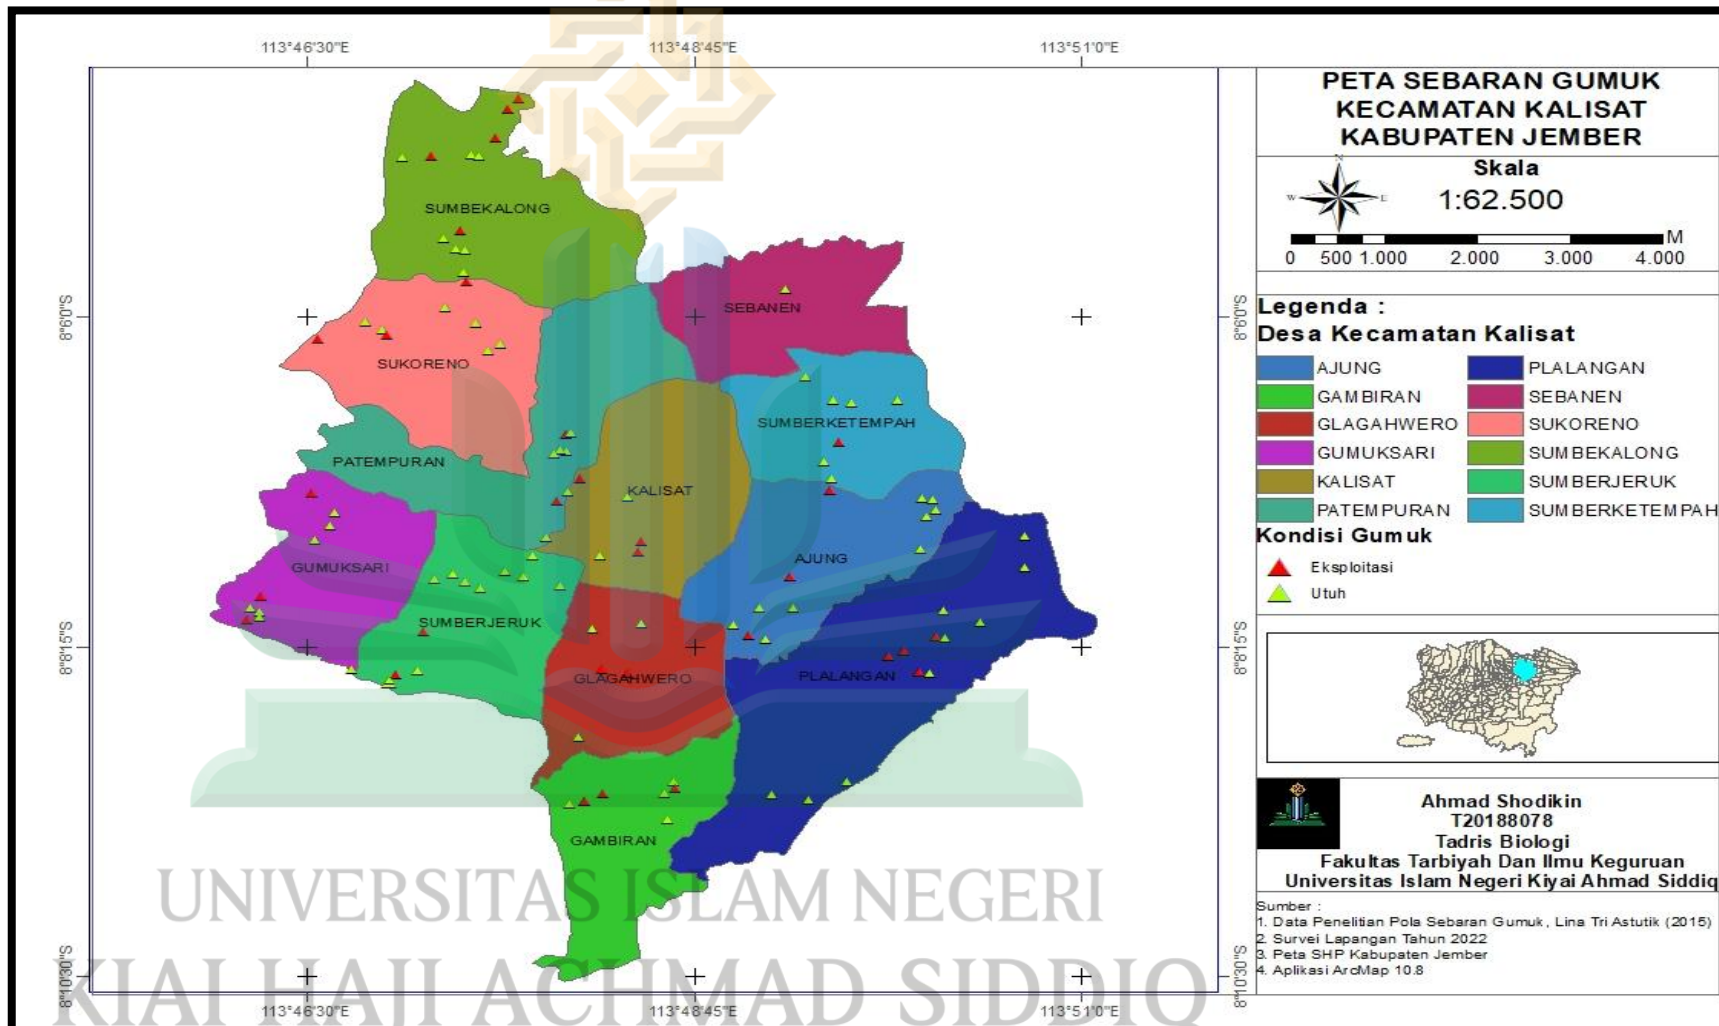 113°46'30"E 113°48'45"E 113°51'0"E
PETA SEBARAN GUMUK
KECAMATAN KALISAT
KABUPATEN JEMBER
Skala
1:62.500
N
W E
M
0 500 1.000 2.000 3.000 4.000
Legenda :
Desa Kecamatan Kalisat
AJUNG PLALANGAN
GAMBIRAN SEBANEN
GLAGAHWERO SUKORENO
GUMUKSARI SUMBEKALONG
KALISAT SUMBERJERUK
PATEMPURAN SUMBERKETEMPAH
Kondisi Gumuk
Eksploitasi
Utuh
Ahmad Shodikin
T20188078
Tadris Biologi
Fakultas Tarbiyah Dan Ilmu Keguruan
Universitas Islam Negeri Kiyai Ahmad Siddiq
Sumber :
1. Data Penelitian Pola Sebaran Gumuk, Lina Tri Astutik (2015)
2. Survei Lapangan Tahun 2022
3. Peta SHP Kabupaten Jember
4. Aplikasi ArcMap 10.8
SUMBEKALONG
SEBANEN
SUKORENO
SUMBERKETEMPAH
PATEMPURAN
KALISAT
AJUNG
GUMUKSARI
SUMBERJERUK
GLAGAHWERO
PLALANGAN
GAMBIRAN
8°6'0"S 8°6'0"S
8°8'15"S 8°8'15"S
8°10'30"S 8°10'30"S
113°46'30"E 113°48'45"E 113°51'0"E
UNIVERSITAS ISLAM NEGERI
KIAI HAJI ACHMAD SIDDIQ